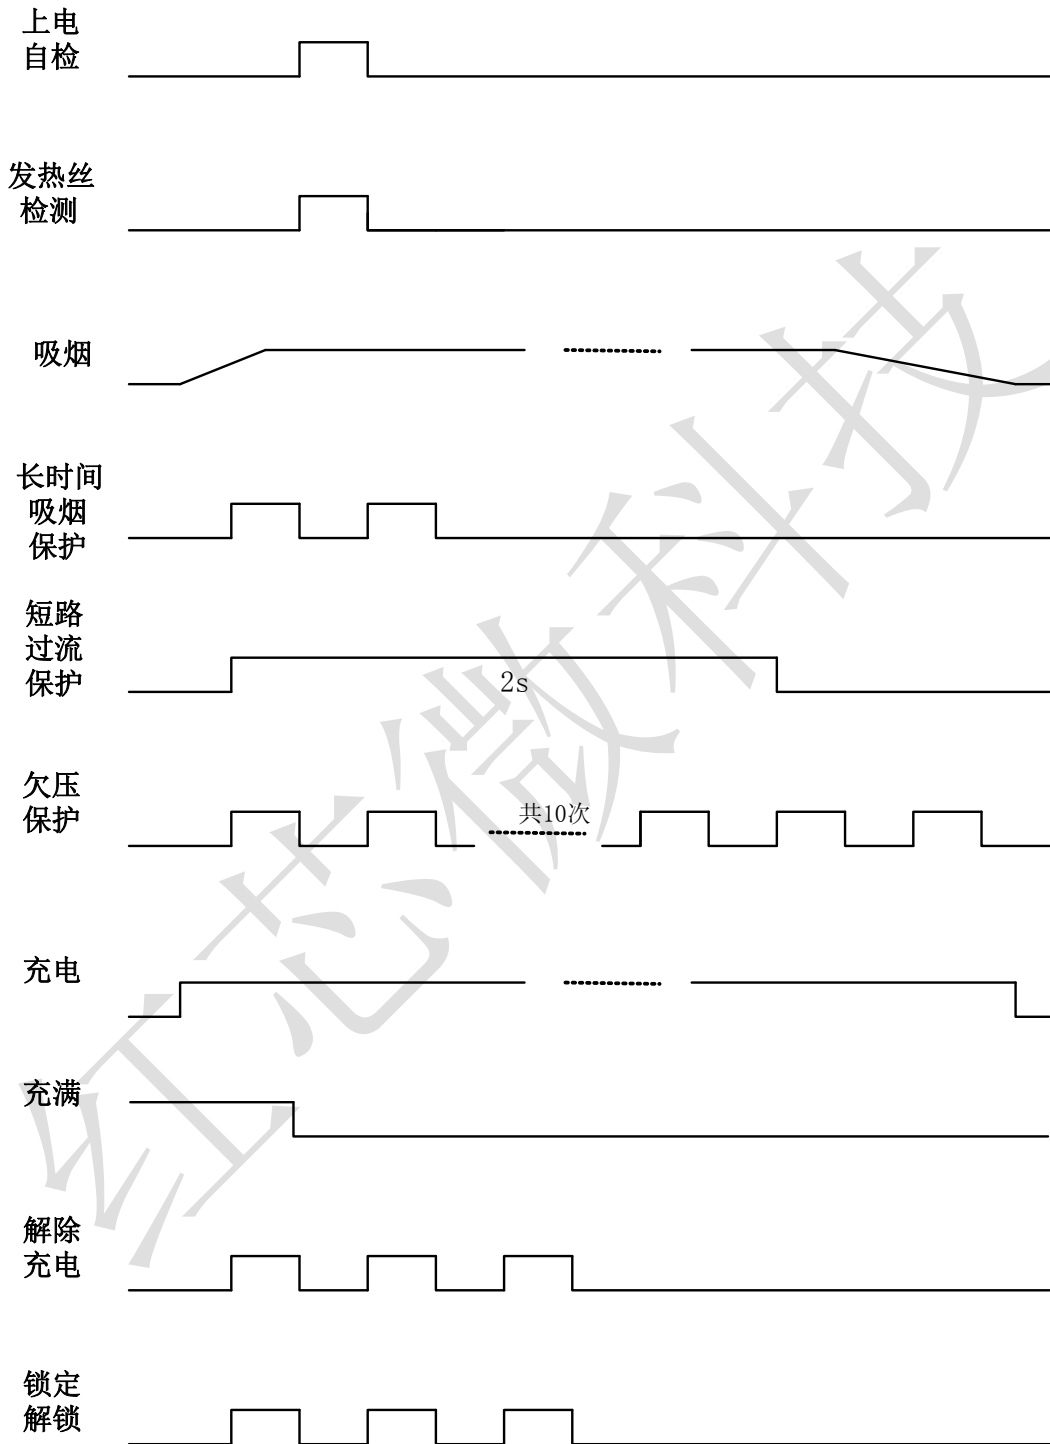 上电
自检
发热丝
检测
吸烟
长时间
吸烟
保护
短路
过流
保护
2s
欠压
保护
共10次
充电
充满
解除
充电
锁定
解锁
红芯微科技